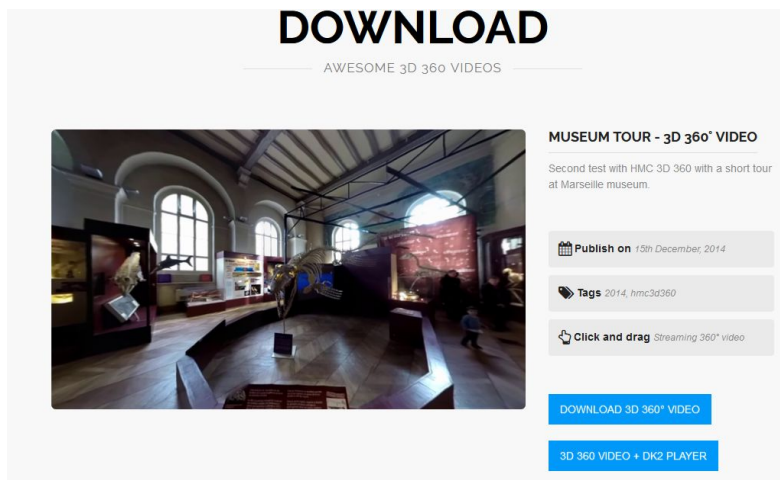 DOWNLOAD
AWESOME 3D 360 VIDEOS
MUSEUM TOUR - 3D 360° VIDEO
Second test with HMC 3D 360 with a short tour
at Marseille museum.
Publish on 15th December, 2014
Tags 2014, hmc3d360
Click and drag Streaming 360° video
DOWNLOAD 3D 360° VIDEO
3D 360 VIDEO + DK2 PLAYER